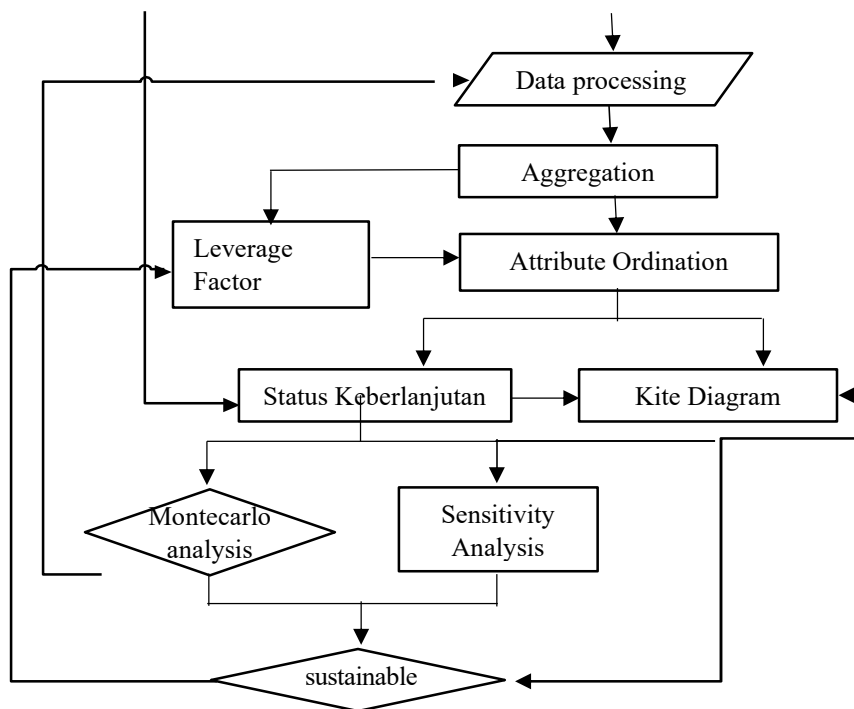 Data processing
Aggregation
Leverage
Factor
Attribute Ordination
Status Keberlanjutan
Kite Diagram
Montecarlo
analysis
Sensitivity
Analysis
sustainable